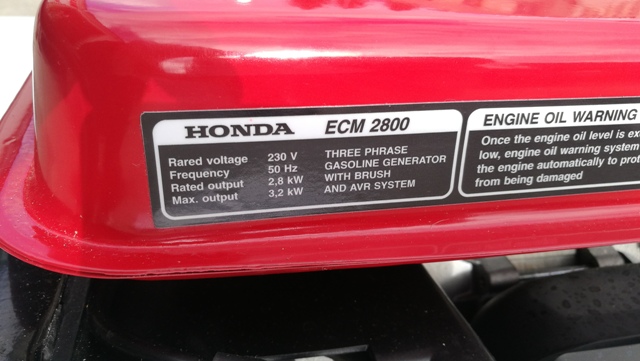 HONDA ECM 2800
Rared voltage 230 V THREE PHRASE
Frequency 50 Hz GASOLINE GENERATOR
Rated output 2,8 kW WITH BRUSH
Max. output 3,2 kW AND AVR SYSTEM
ENGINE OIL WARNING
Once the engine oil level is
low, engine oil warning system
the engine automatically to
from being damaged